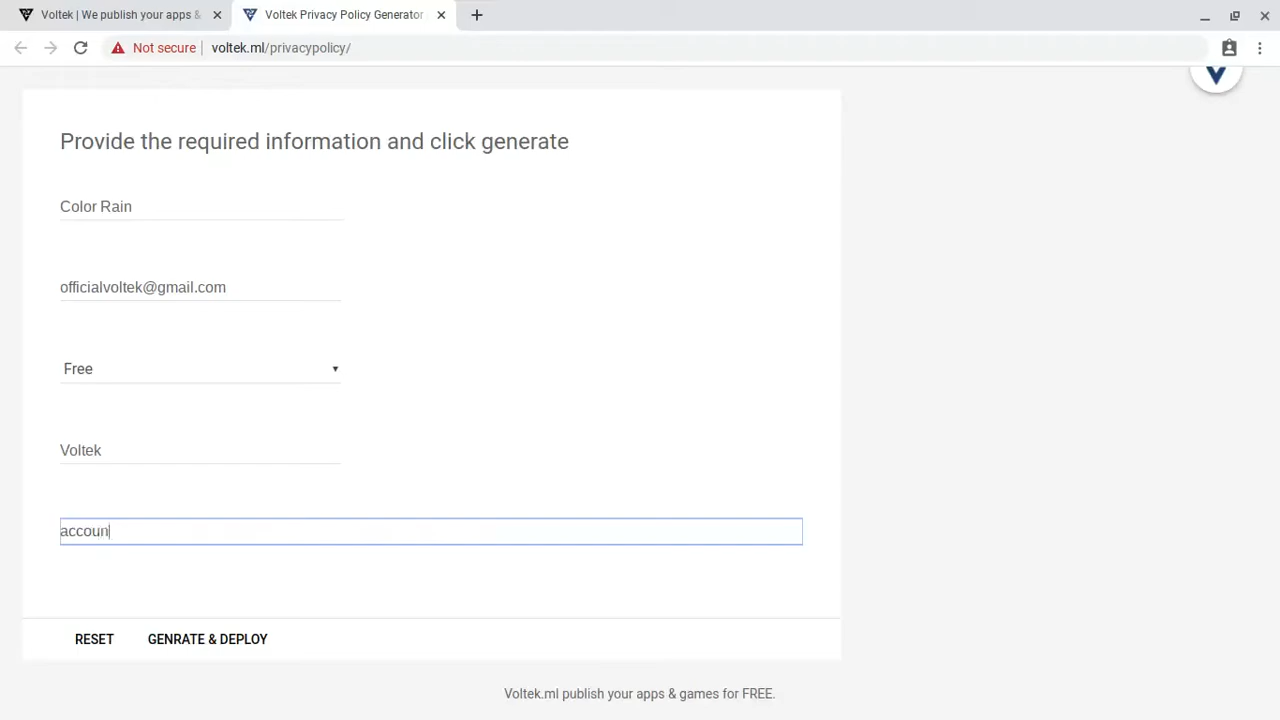 Voltek | We publish your apps &
Voltek Privacy Policy Generator
Not secure
voltek.ml/privacypolicy/
Provide the required information and click generate
Color Rain
officialvoltek@gmail.com
Free
Voltek
accoun
RESET GENRATE & DEPLOY
Voltek.ml publish your apps & games for FREE.